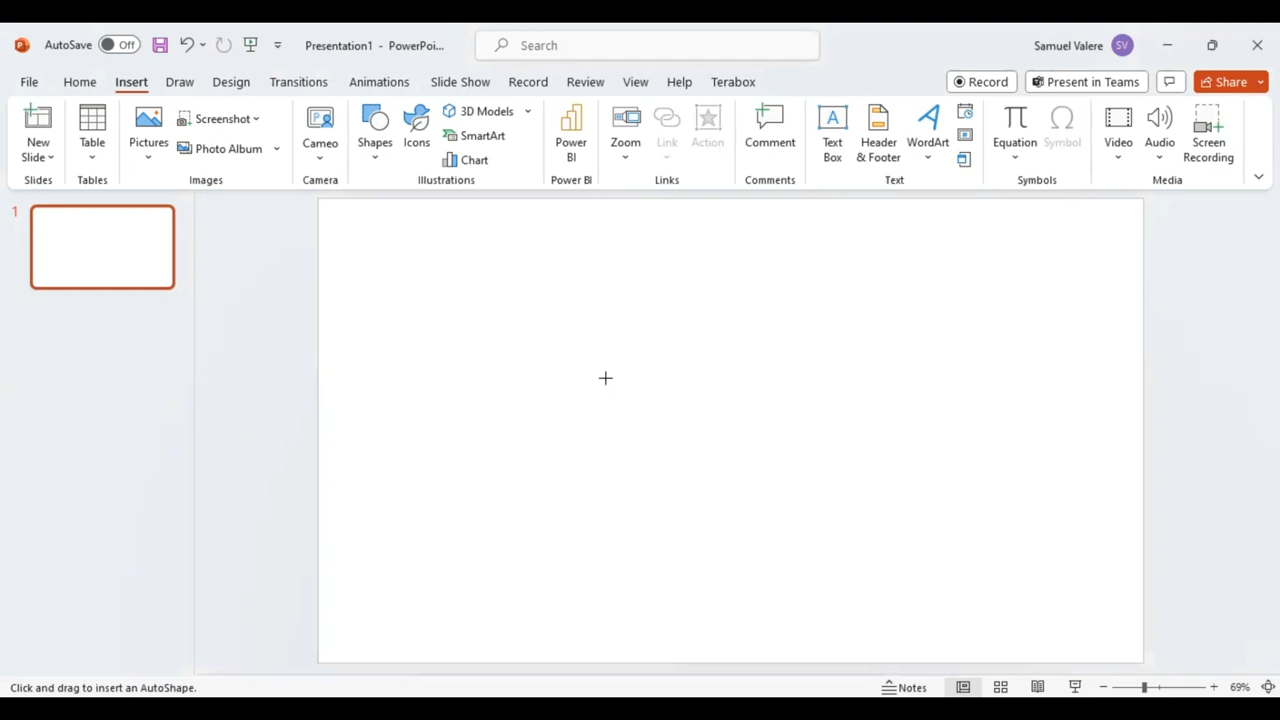 AutoSave Off Presentation1 - PowerPoi... Search Samuel Valere SV
File Home Insert Draw Design Transitions Animations Slide Show Record Review View Help Terabox Record Present in Teams Share
New Slide
Slides
Table
Tables
Pictures
Screenshot
Photo Album
Images
Cameo
Camera
Shapes
Icons
3D Models
SmartArt
Chart
Illustrations
Power BI
Power BI
Zoom
Link
Action
Links
Comment
Comments
Text Box
Header & Footer
WordArt
Text
Equation
Symbol
Symbols
Video
Audio
Screen Recording
Media
1
Click and drag to insert an AutoShape. Notes 69%